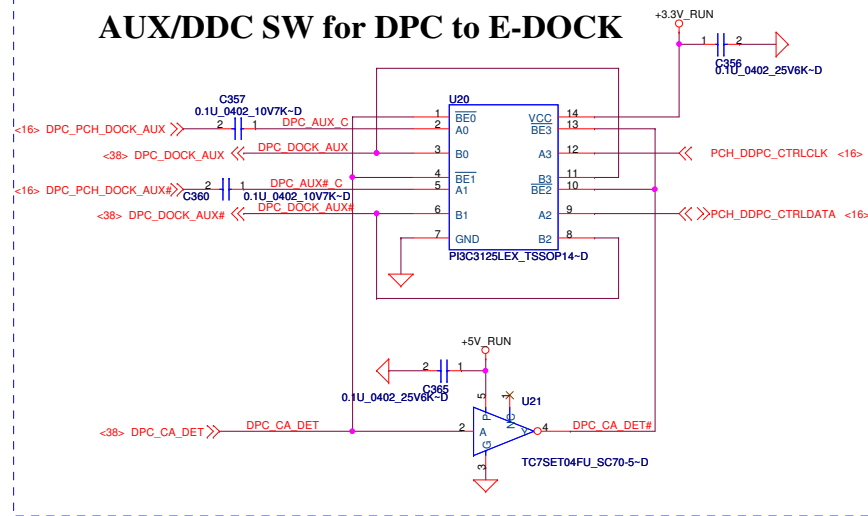 AUX/DDC SW for DPC to E-DOCK
+3.3V_RUN
1 2
C356
0.1U_0402_25V6K~D
C357
0.1U_0402_10V7K~D
U20
<16> DPC_PCH_DOCK_AUX 2 1 DPC_AUX_C
<38> DPC_DOCK_AUX DPC_DOCK_AUX
<16> DPC_PCH_DOCK_AUX# 2 1 DPC_AUX#_C
C360 0.1U_0402_10V7K~D
<38> DPC_DOCK_AUX# DPC_DOCK_AUX#
1 BE0 VCC 14
2 A0 BE3 13
3 B0 A3 12
4 BE1 B3 11
5 A1 BE2 10
6 B1 A2 9
7 GND B2 8
PCH_DDPC_CTRLCLK <16>
PCH_DDPC_CTRLDATA <16>
PI3C3125LEX_TSSOP14~D
+5V_RUN
2 1
C365
0.1U_0402_25V6K~D
5 1 U21
P NC
<38> DPC_CA_DET DPC_CA_DET 2 A Y 4 DPC_CA_DET#
G
3
TC7SET04FU_SC70-5~D